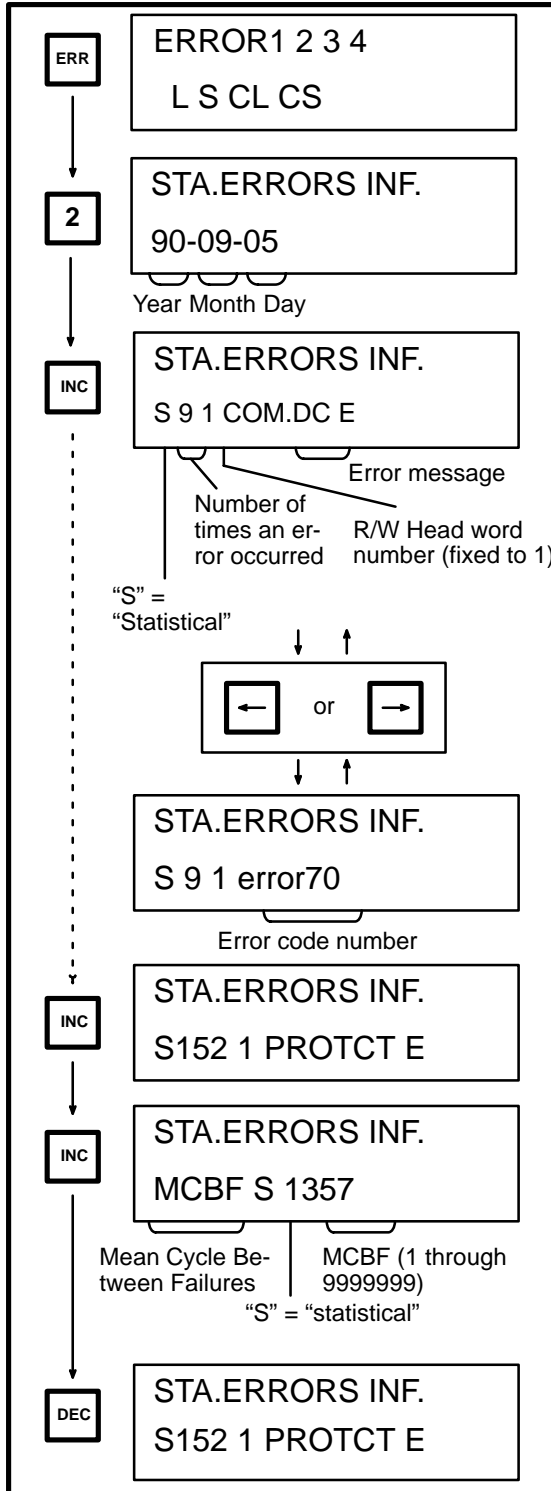 ERR
ERROR1 2 3 4
L S CL CS
2
STA.ERRORS INF.
90-09-05
Year Month Day
INC
STA.ERRORS INF.
S 9 1 COM.DC E
Error message
Number of
times an er-
ror occurred
R/W Head word
number (fixed to 1)
“S” =
“Statistical”
← or →
STA.ERRORS INF.
S 9 1 error70
Error code number
INC
STA.ERRORS INF.
S152 1 PROTCT E
INC
STA.ERRORS INF.
MCBF S 1357
Mean Cycle Be-
tween Failures
MCBF (1 through
9999999)
“S” = “statistical”
DEC
STA.ERRORS INF.
S152 1 PROTCT E